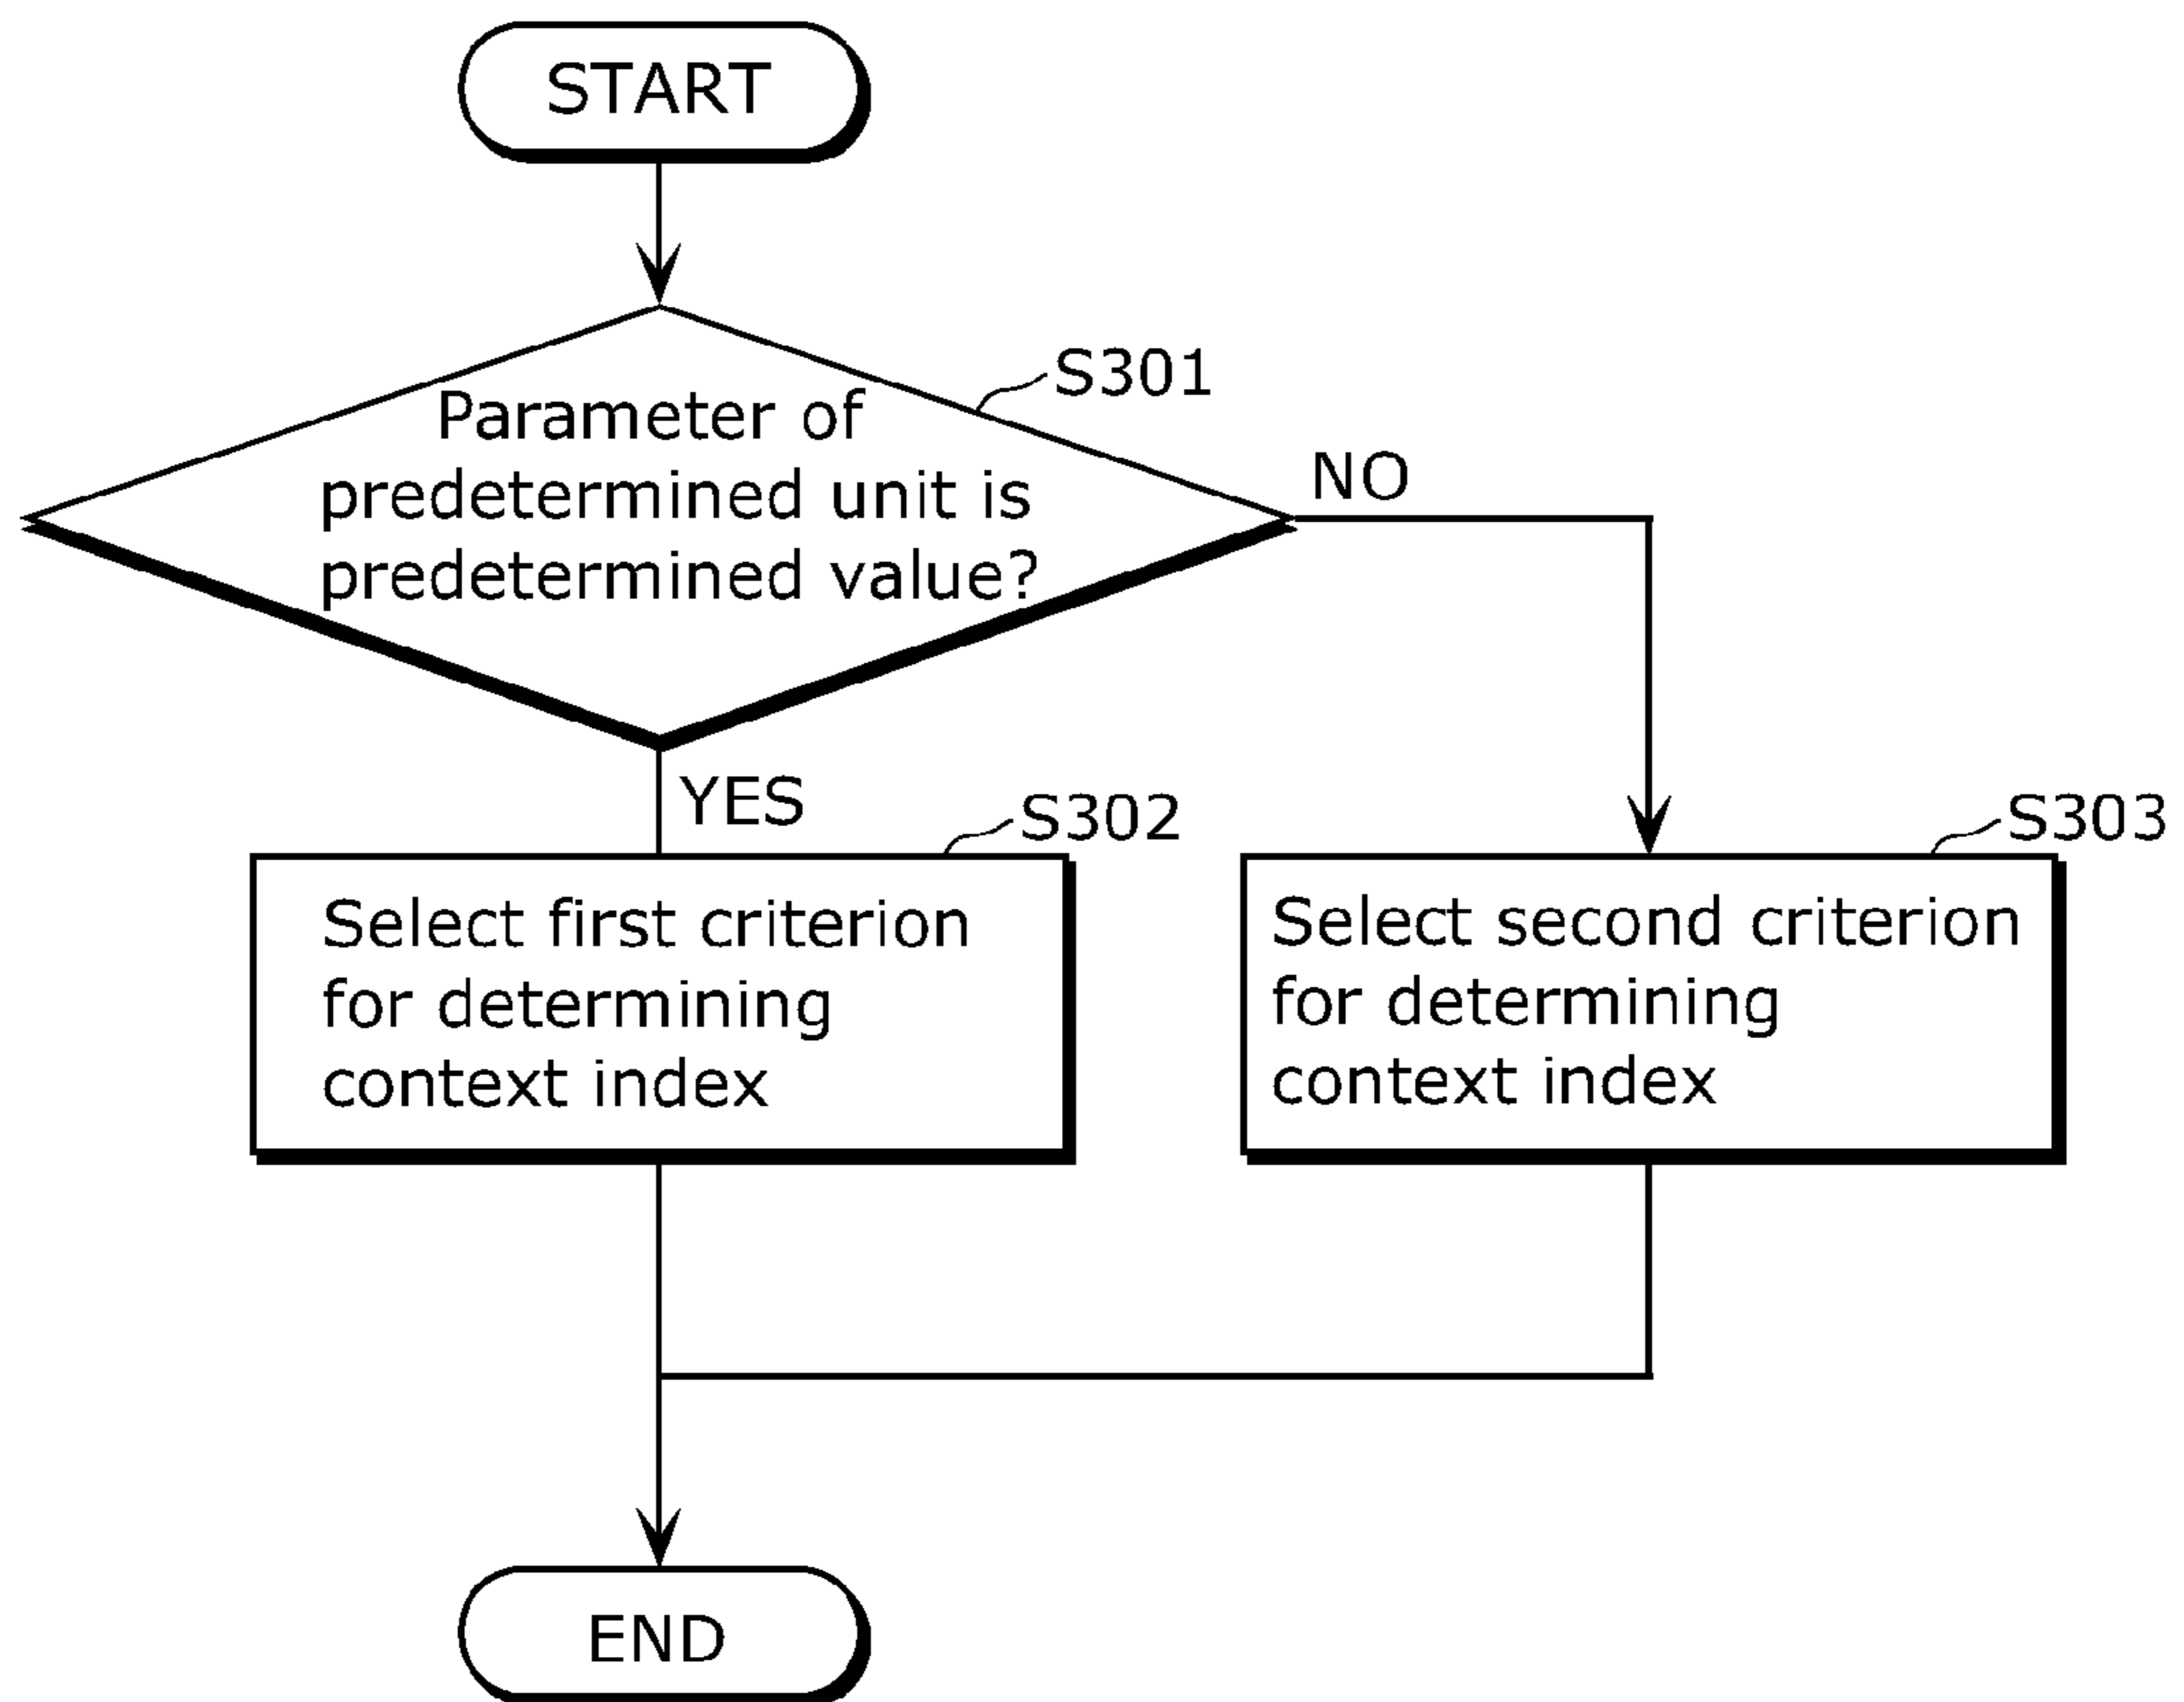 START
S301
Parameter of
predetermined unit is
predetermined value?
NO
YES
S302
Select first criterion
for determining
context index
S303
Select second criterion
for determining
context index
END